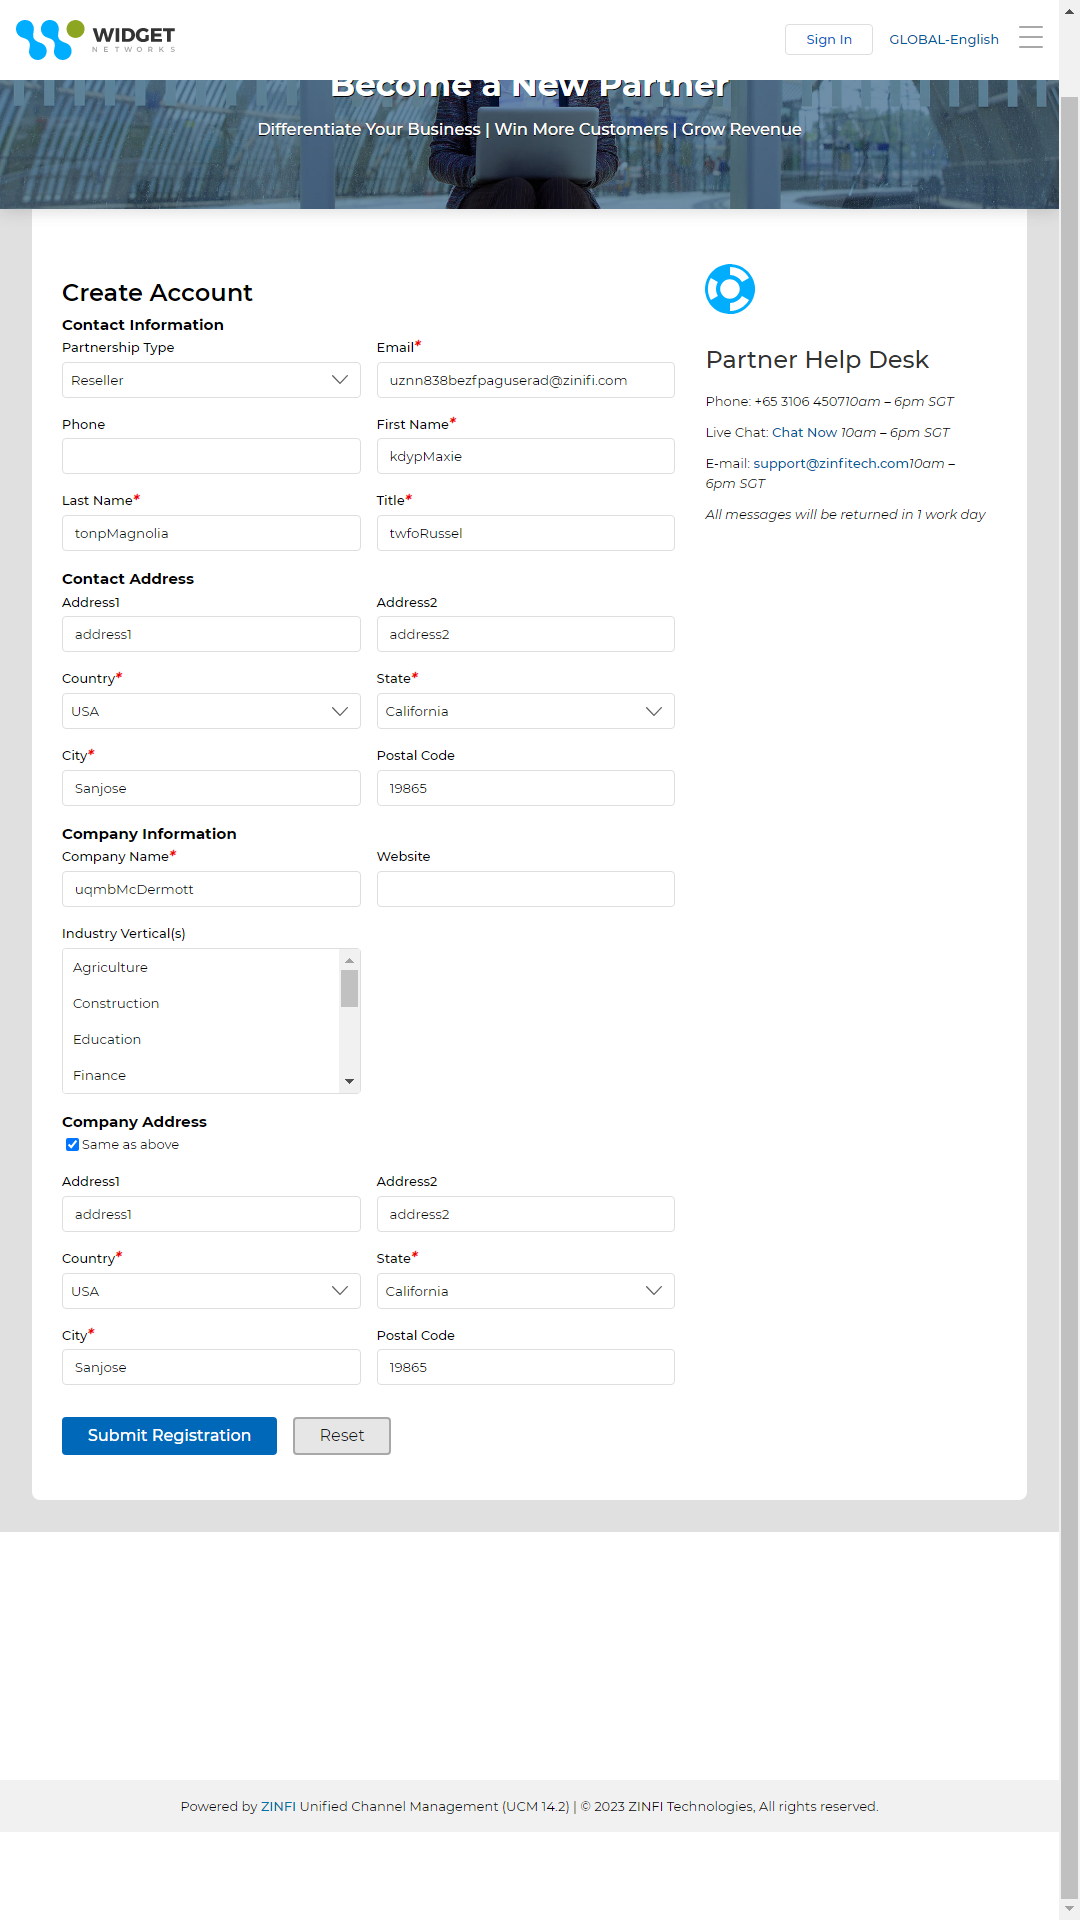 WIDGET
NETWORKS
Sign In
GLOBAL-English
Become a New Partner
Differentiate Your Business | Win More Customers | Grow Revenue
Create Account
Contact Information
Partnership Type
Email*
Reseller
uznn838bezfpaguserad@zinifi.com
Phone
First Name*
kdypMaxie
Last Name*
Title*
tonpMagnolia
twfoRussel
Contact Address
Address1
Address2
address1
address2
Country*
State*
USA
California
City*
Postal Code
Sanjose
19865
Company Information
Company Name*
Website
uqmbMcDermott
Industry Vertical(s)
Agriculture
Construction
Education
Finance
Company Address
Same as above
Address1
Address2
address1
address2
Country*
State*
USA
California
City*
Postal Code
Sanjose
19865
Submit Registration
Reset
Partner Help Desk
Phone: +65 3106 450710am – 6pm SGT
Live Chat: Chat Now 10am – 6pm SGT
E-mail: support@zinfitech.com10am –
6pm SGT
All messages will be returned in 1 work day
Powered by ZINFI Unified Channel Management (UCM 14.2) | © 2023 ZINFI Technologies, All rights reserved.